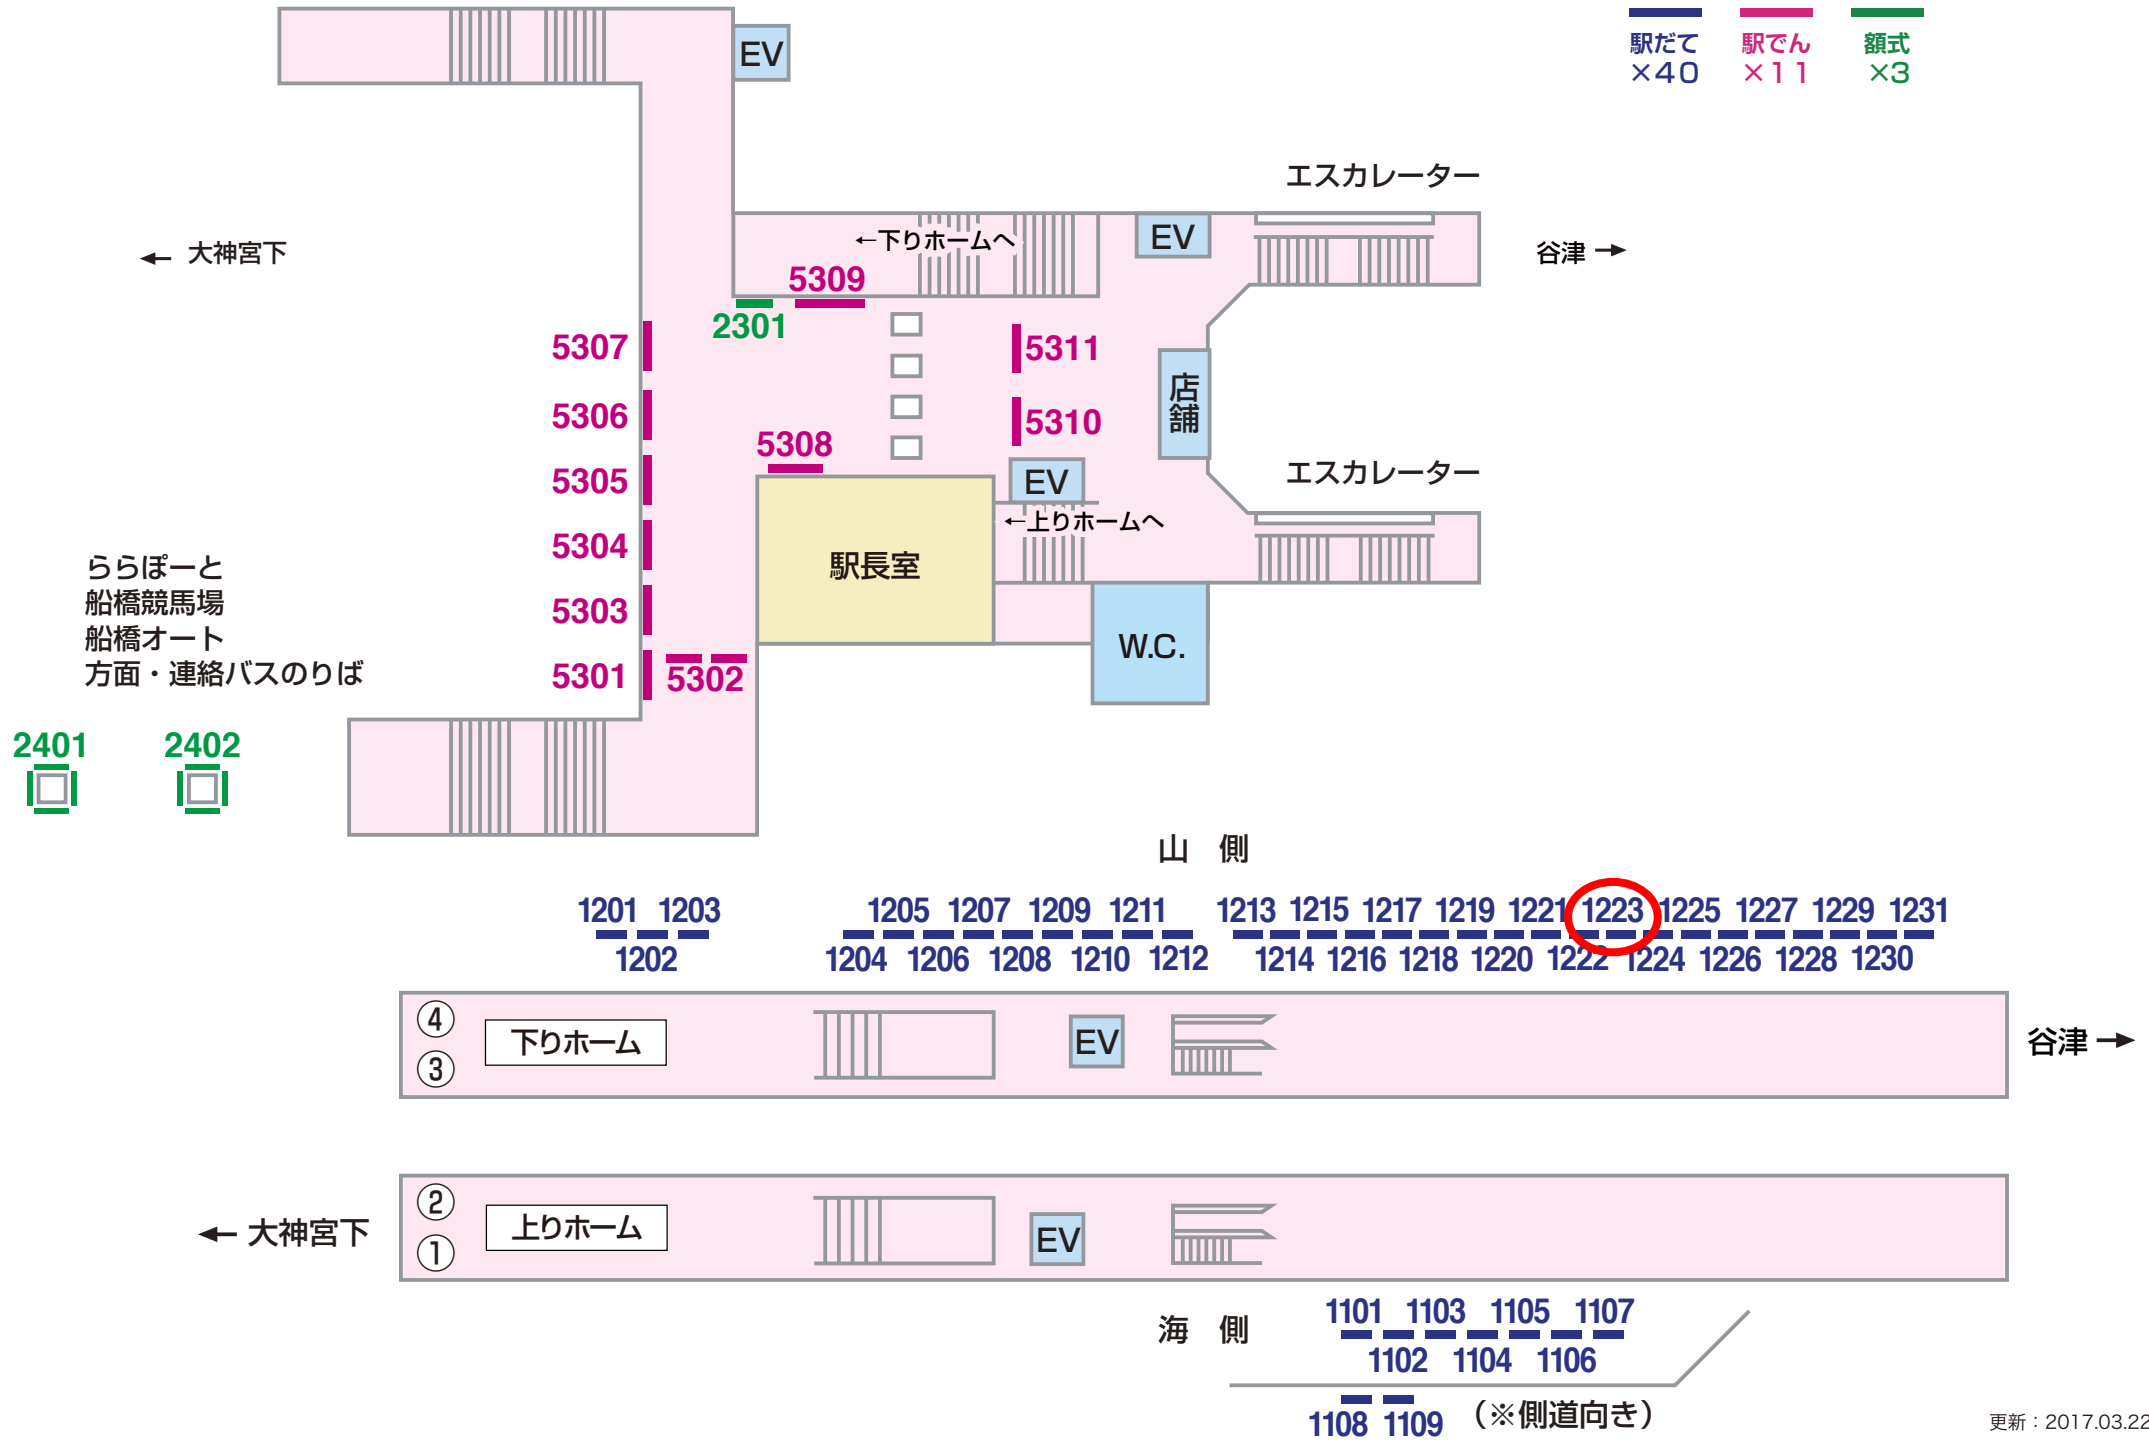 駅だて
×40
駅でん
×11
額式
×3
EV
エスカレーター
← 大神宮下
←下りホームへ
EV
谷津 →
5309
2301
5307
5311
店舗
5306
5310
5308
エスカレーター
5305
EV
←上りホームへ
5304
駅長室
ららぽーと
船橋競馬場
船橋オート
方面・連絡バスのりば
5303
W.C.
5301
5302
2401
2402
山 側
1201 1203 1205 1207 1209 1211 1213 1215 1217 1219 1221 1223 1225 1227 1229 1231
1202 1204 1206 1208 1210 1212 1214 1216 1218 1220 1222 1224 1226 1228 1230
④
下りホーム
EV
谷津 →
③
②
← 大神宮下
上りホーム
EV
①
海 側
1101 1103 1105 1107
1102 1104 1106
1108 1109
(※側道向き)
更新：2017.03.22